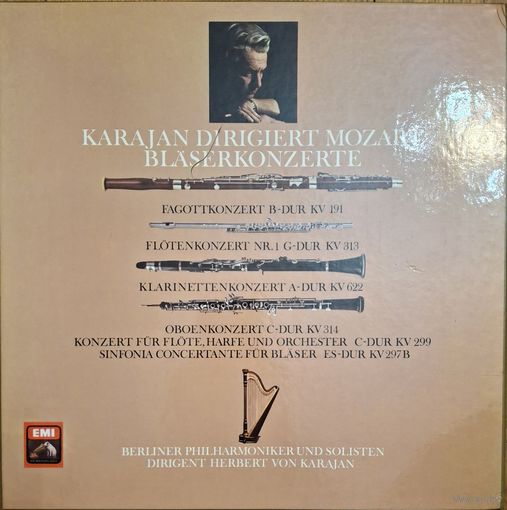 KARAJAN DIRIGIERT MOZART
BLÄSERKONZERTE
FAGOTTKONZERT B-DUR KV 191
FLÖTENKONZERT NR. 1 G-DUR KV 313
KLARINETTENKONZERT A-DUR KV 622
OBOENKONZERT C-DUR KV 314
KONZERT FÜR FLÖTE, HARFE UND ORCHESTER C-DUR KV 299
SINFONIA CONCERTANTE FÜR BLÄSER ES-DUR KV 297 B
EMI
BERLINER PHILHARMONIKER UND SOLISTEN
DIRIGENT HERBERT VON KARAJAN